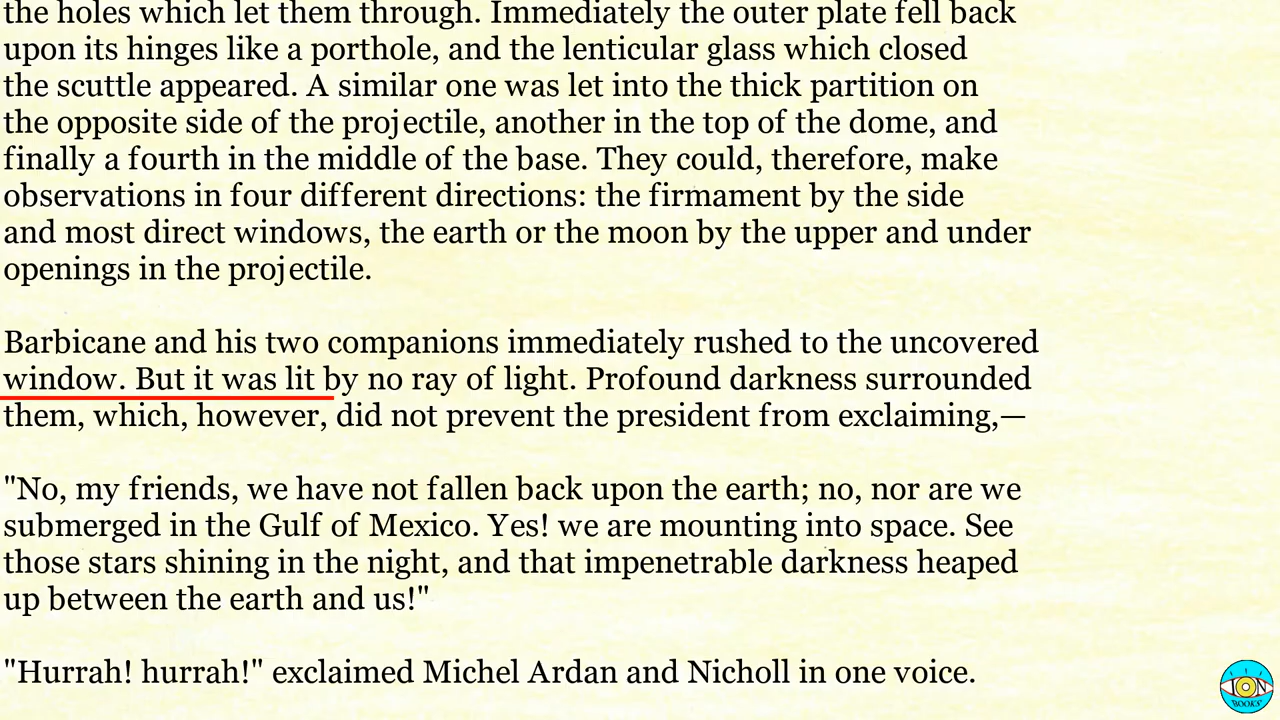 the holes which let them through. Immediately the outer plate fell back
upon its hinges like a porthole, and the lenticular glass which closed
the scuttle appeared. A similar one was let into the thick partition on
the opposite side of the projectile, another in the top of the dome, and
finally a fourth in the middle of the base. They could, therefore, make
observations in four different directions: the firmament by the side
and most direct windows, the earth or the moon by the upper and under
openings in the projectile.
Barbicane and his two companions immediately rushed to the uncovered
window. But it was lit by no ray of light. Profound darkness surrounded
them, which, however, did not prevent the president from exclaiming,—
"No, my friends, we have not fallen back upon the earth; no, nor are we
submerged in the Gulf of Mexico. Yes! we are mounting into space. See
those stars shining in the night, and that impenetrable darkness heaped
up between the earth and us!"
"Hurrah! hurrah!" exclaimed Michel Ardan and Nicholl in one voice.
ION
BOOKS